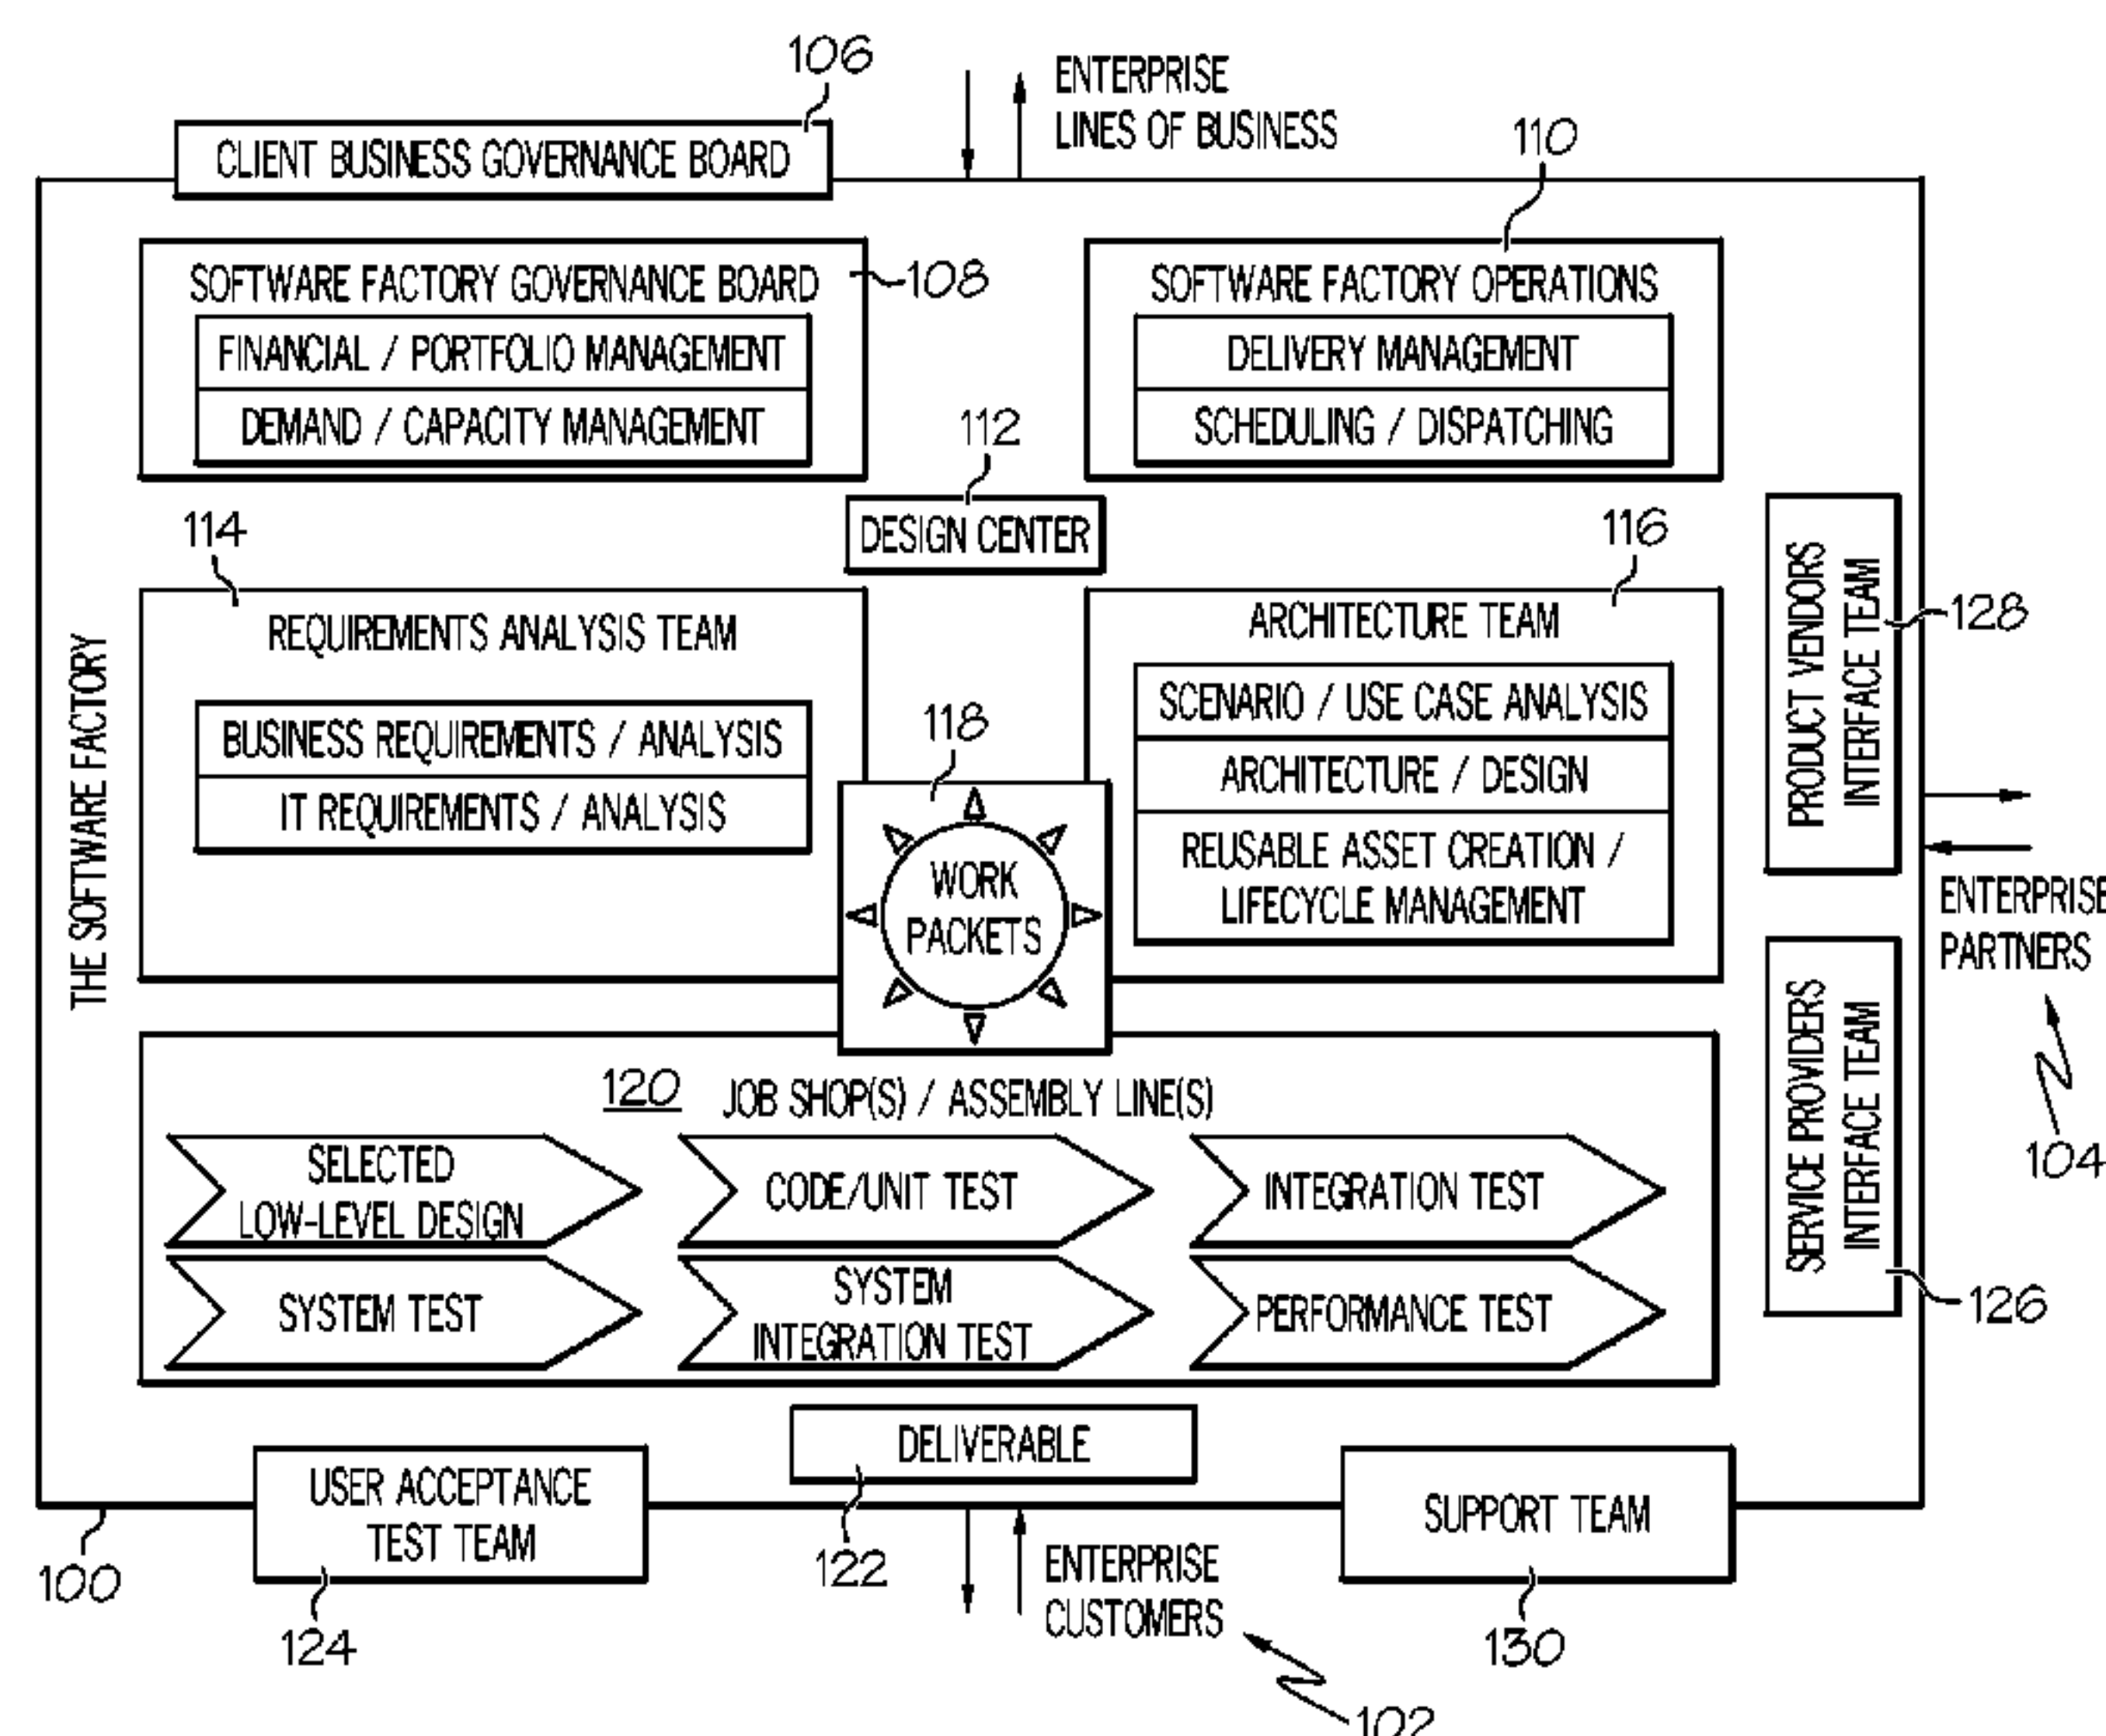 106
ENTERPRISE
LINES OF BUSINESS
CLIENT BUSINESS GOVERNANCE BOARD
110
SOFTWARE FACTORY GOVERNANCE BOARD
108
FINANCIAL / PORTFOLIO MANAGEMENT
DEMAND / CAPACITY MANAGEMENT
SOFTWARE FACTORY OPERATIONS
DELIVERY MANAGEMENT
SCHEDULING / DISPATCHING
112
DESIGN CENTER
114
REQUIREMENTS ANALYSIS TEAM
BUSINESS REQUIREMENTS / ANALYSIS
IT REQUIREMENTS / ANALYSIS
116
ARCHITECTURE TEAM
SCENARIO / USE CASE ANALYSIS
ARCHITECTURE / DESIGN
REUSABLE ASSET CREATION /
LIFECYCLE MANAGEMENT
118
WORK
PACKETS
THE SOFTWARE FACTORY
PRODUCT VENDORS
INTERFACE TEAM
128
ENTERPRISE
PARTNERS
104
SERVICE PROVIDERS
INTERFACE TEAM
126
120
JOB SHOP(S) / ASSEMBLY LINE(S)
SELECTED
LOW-LEVEL DESIGN
CODE/UNIT TEST
INTEGRATION TEST
SYSTEM TEST
SYSTEM
INTEGRATION TEST
PERFORMANCE TEST
DELIVERABLE
122
USER ACCEPTANCE
TEST TEAM
124
100
SUPPORT TEAM
130
ENTERPRISE
CUSTOMERS
102